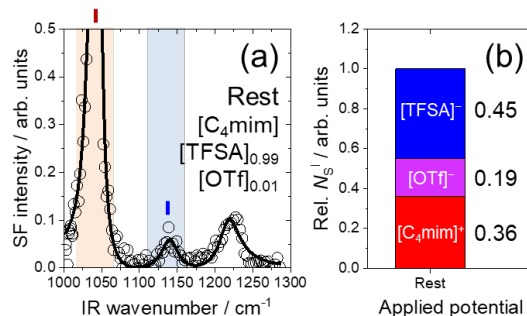 SF intensity / arb. units
0.5
0.4
0.3
0.2
0.1
0.0
(a)
Rest
[C₄mim]
[TFSA]₀.₉₉
[OTf]₀.₀₁
1000 1050 1100 1150 1200 1250 1300
IR wavenumber / cm⁻¹
(b)
Rel. Nₛᴵ / arb. units
1.2
1.0
0.8
0.6
0.4
0.2
0.0
[TFSA]⁻ 0.45
[OTf]⁻ 0.19
[C₄mim]⁺ 0.36
Rest
Applied potential